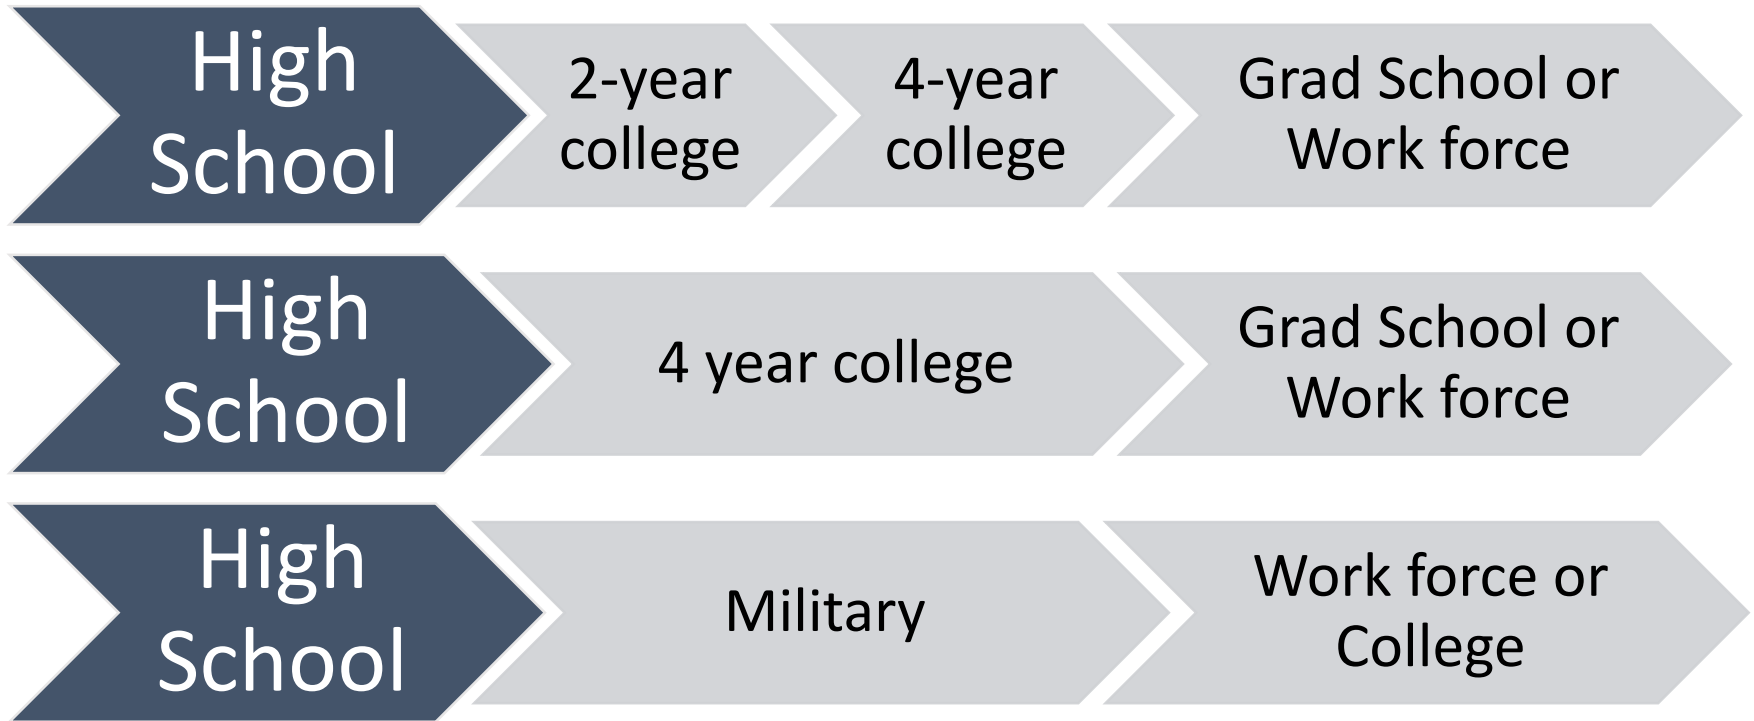 High
School
2-year
college
4-year
college
Grad School or
Work force
High
School
4 year college
Grad School or
Work force
High
School
Military
Work force or
College